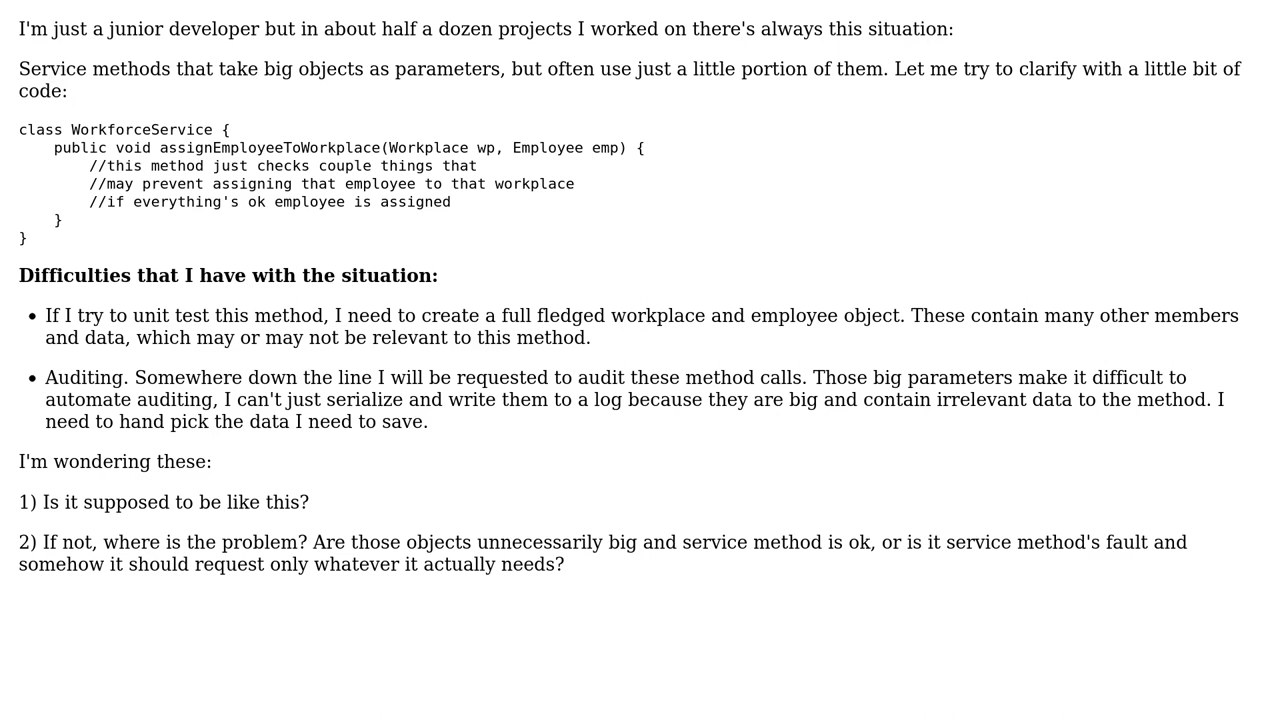 I'm just a junior developer but in about half a dozen projects I worked on there's always this situation:
Service methods that take big objects as parameters, but often use just a little portion of them. Let me try to clarify with a little bit of
code:
class WorkforceService {
    public void assignEmployeeToWorkplace(Workplace wp, Employee emp) {
        //this method just checks couple things that
        //may prevent assigning that employee to that workplace
        //if everything's ok employee is assigned
    }
}
Difficulties that I have with the situation:
• If I try to unit test this method, I need to create a full fledged workplace and employee object. These contain many other members
and data, which may or may not be relevant to this method.
• Auditing. Somewhere down the line I will be requested to audit these method calls. Those big parameters make it difficult to
automate auditing, I can't just serialize and write them to a log because they are big and contain irrelevant data to the method. I
need to hand pick the data I need to save.
I'm wondering these:
1) Is it supposed to be like this?
2) If not, where is the problem? Are those objects unnecessarily big and service method is ok, or is it service method's fault and
somehow it should request only whatever it actually needs?